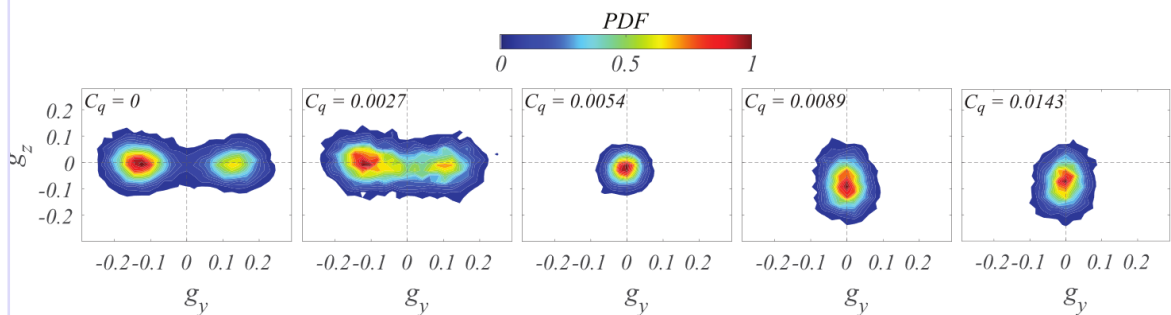 PDF
0 0.5 1
C_q = 0 C_q = 0.0027 C_q = 0.0054 C_q = 0.0089 C_q = 0.0143
0.2
0.1
g_z 0
-0.1
-0.2
-0.2 -0.1 0 0.1 0.2 -0.2 -0.1 0 0.1 0.2 -0.2 -0.1 0 0.1 0.2 -0.2 -0.1 0 0.1 0.2 -0.2 -0.1 0 0.1 0.2
g_y g_y g_y g_y g_y